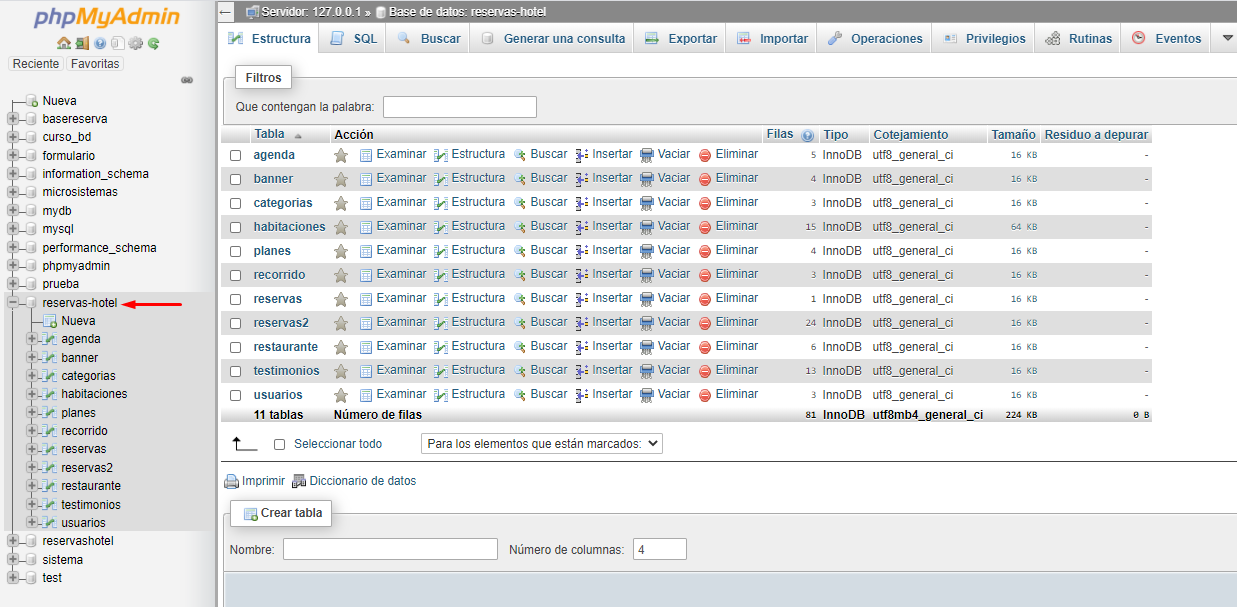 phpMyAdmin
Reciente Favoritas
Nueva
basereserva
curso_bd
formulario
information_schema
microsistemas
mydb
mysql
performance_schema
phpmyadmin
prueba
reservas-hotel
Nueva
agenda
banner
categorias
habitaciones
planes
recorrido
reservas
reservas2
restaurante
testimonios
usuarios
reservashotel
sistema
test
Servidor: 127.0.0.1 » Base de datos: reservas-hotel
Estructura SQL Buscar Generar una consulta Exportar Importar Operaciones Privilegios Rutinas Eventos
Filtros
Que contengan la palabra:
Tabla Acción Filas Tipo Cotejamiento Tamaño Residuo a depurar
agenda Examinar Estructura Buscar Insertar Vaciar Eliminar 5 InnoDB utf8_general_ci 16 KB -
banner Examinar Estructura Buscar Insertar Vaciar Eliminar 4 InnoDB utf8_general_ci 16 KB -
categorias Examinar Estructura Buscar Insertar Vaciar Eliminar 3 InnoDB utf8_general_ci 16 KB -
habitaciones Examinar Estructura Buscar Insertar Vaciar Eliminar 15 InnoDB utf8_general_ci 64 KB -
planes Examinar Estructura Buscar Insertar Vaciar Eliminar 4 InnoDB utf8_general_ci 16 KB -
recorrido Examinar Estructura Buscar Insertar Vaciar Eliminar 3 InnoDB utf8_general_ci 16 KB -
reservas Examinar Estructura Buscar Insertar Vaciar Eliminar 1 InnoDB utf8_general_ci 16 KB -
reservas2 Examinar Estructura Buscar Insertar Vaciar Eliminar 24 InnoDB utf8_general_ci 16 KB -
restaurante Examinar Estructura Buscar Insertar Vaciar Eliminar 6 InnoDB utf8_general_ci 16 KB -
testimonios Examinar Estructura Buscar Insertar Vaciar Eliminar 13 InnoDB utf8_general_ci 16 KB -
usuarios Examinar Estructura Buscar Insertar Vaciar Eliminar 3 InnoDB utf8_general_ci 16 KB -
11 tablas Número de filas 81 InnoDB utf8mb4_general_ci 224 KB 0 B
Seleccionar todo Para los elementos que están marcados:
Imprimir Diccionario de datos
Crear tabla
Nombre: Número de columnas: 4